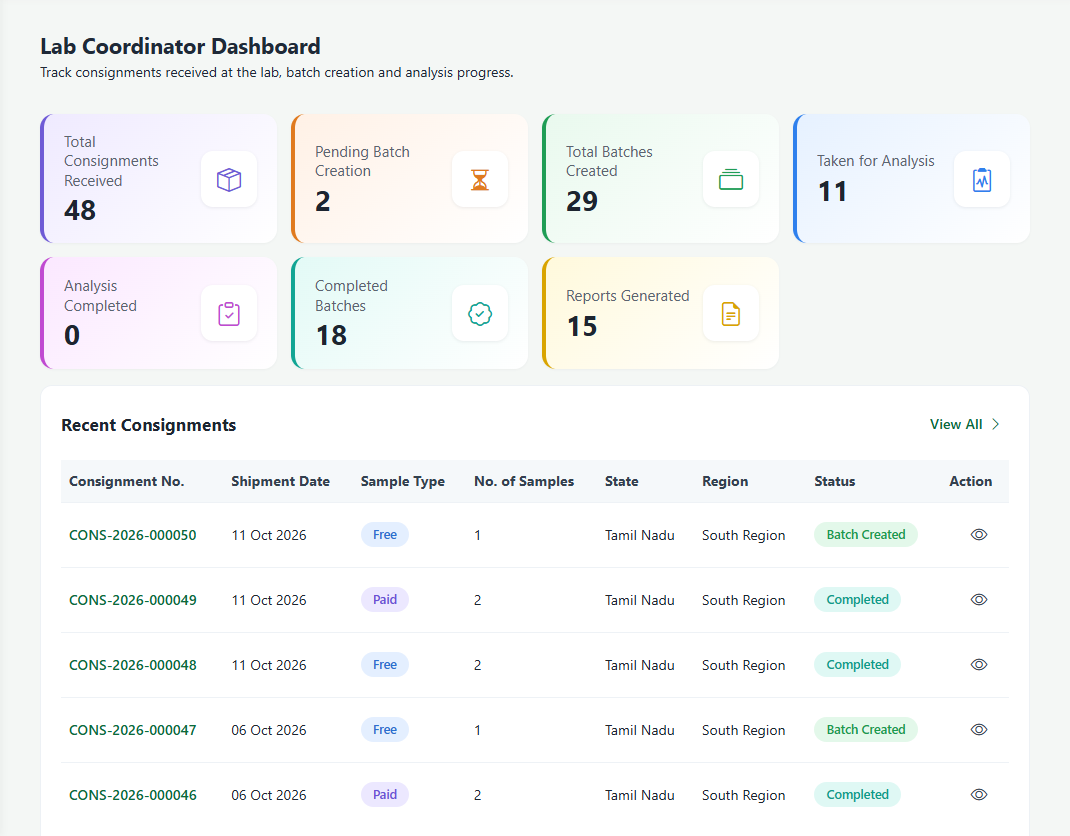 Lab Coordinator Dashboard
Track consignments received at the lab, batch creation and analysis progress.
Total
Consignments
Received
48
Pending Batch
Creation
2
Total Batches
Created
29
Taken for Analysis
11
Analysis
Completed
0
Completed
Batches
18
Reports Generated
15
Recent Consignments
View All
Consignment No. Shipment Date Sample Type No. of Samples State Region Status Action
CONS-2026-000050 11 Oct 2026 Free 1 Tamil Nadu South Region Batch Created
CONS-2026-000049 11 Oct 2026 Paid 2 Tamil Nadu South Region Completed
CONS-2026-000048 11 Oct 2026 Free 2 Tamil Nadu South Region Completed
CONS-2026-000047 06 Oct 2026 Free 1 Tamil Nadu South Region Batch Created
CONS-2026-000046 06 Oct 2026 Paid 2 Tamil Nadu South Region Completed